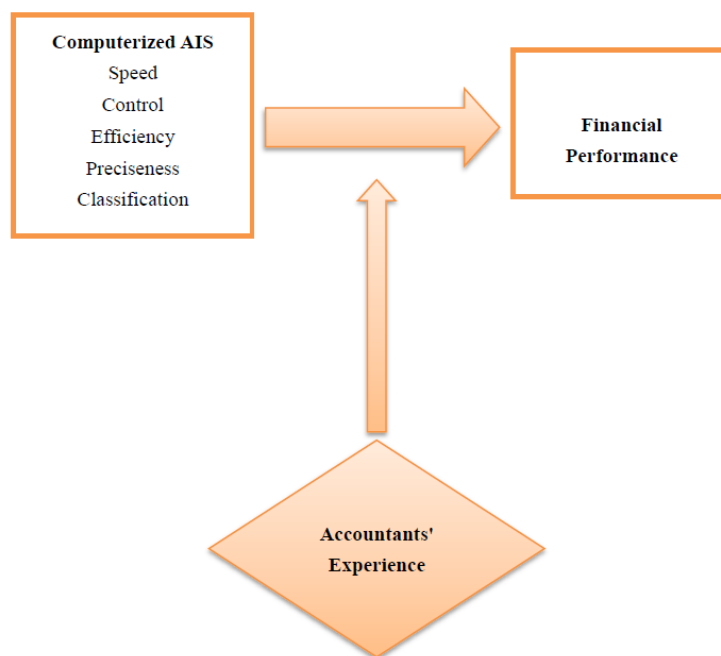 Computerized AIS
Speed
Control
Efficiency
Preciseness
Classification
Financial
Performance
Accountants'
Experience